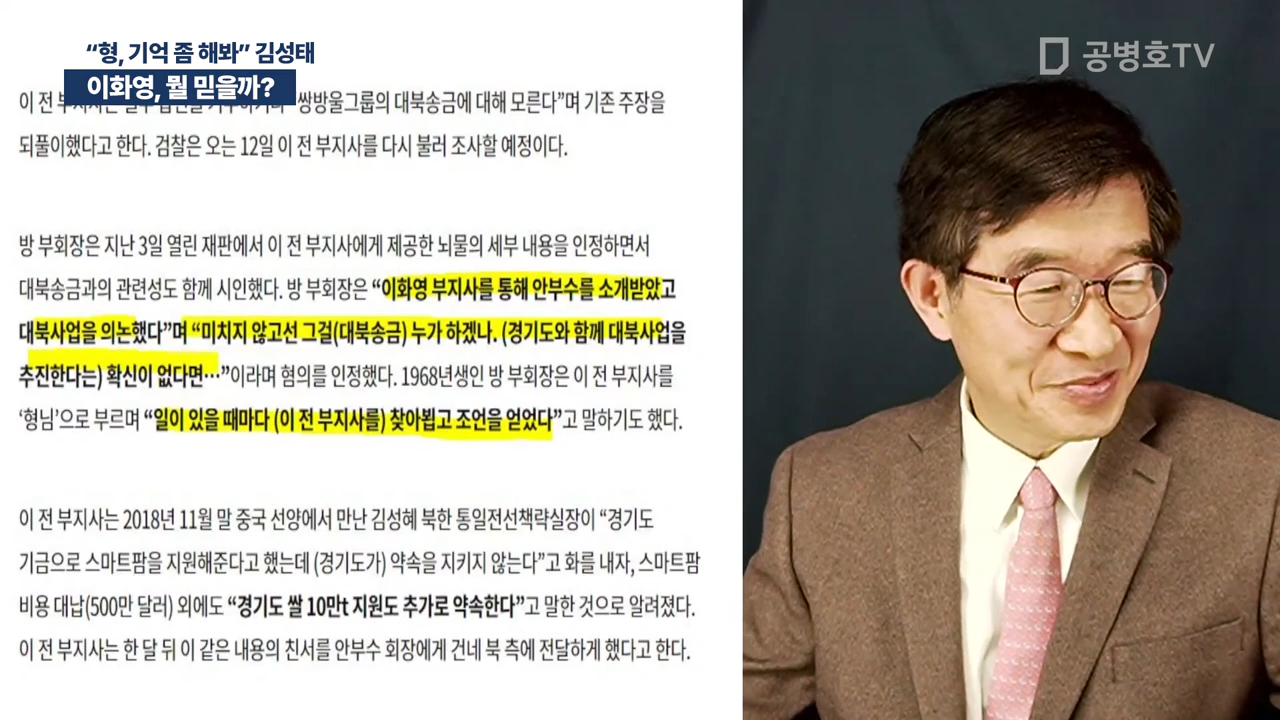 “형, 기억 좀 해봐” 김성태
이화영, 뭘 믿을까?
공병호TV
이 전 “쌍방울그룹의 대북송금에 대해 모른다”며 기존 주장을
되풀이했다고 한다. 검찰은 오는 12일 이 전 부지사를 다시 불러 조사할 예정이다.
방 부회장은 지난 3일 열린 재판에서 이 전 부지사에게 제공한 뇌물의 세부 내용을 인정하면서
대북송금과의 관련성도 함께 시인했다. 방 부회장은 “이화영 부지사를 통해 안부수를 소개받았고
대북사업을 의논했다”며 “미치지 않고선 그걸(대북송금) 누가 하겠나. (경기도와 함께 대북사업을
추진한다는) 확신이 없다면…”이라며 혐의를 인정했다. 1968년생인 방 부회장은 이 전 부지사를
‘형님’으로 부르며 “일이 있을 때마다 (이 전 부지사를) 찾아뵙고 조언을 얻었다”고 말하기도 했다.
이 전 부지사는 2018년 11월 말 중국 선양에서 만난 김성혜 북한 통일전선책략실장이 “경기도
기금으로 스마트팜을 지원해준다고 했는데 (경기도가) 약속을 지키지 않는다”고 화를 내자, 스마트팜
비용 대납(500만 달러) 외에도 “경기도 쌀 10만t 지원도 추가로 약속한다”고 말한 것으로 알려졌다.
이 전 부지사는 한 달 뒤 이 같은 내용의 친서를 안부수 회장에게 건네 북 측에 전달하게 했다고 한다.